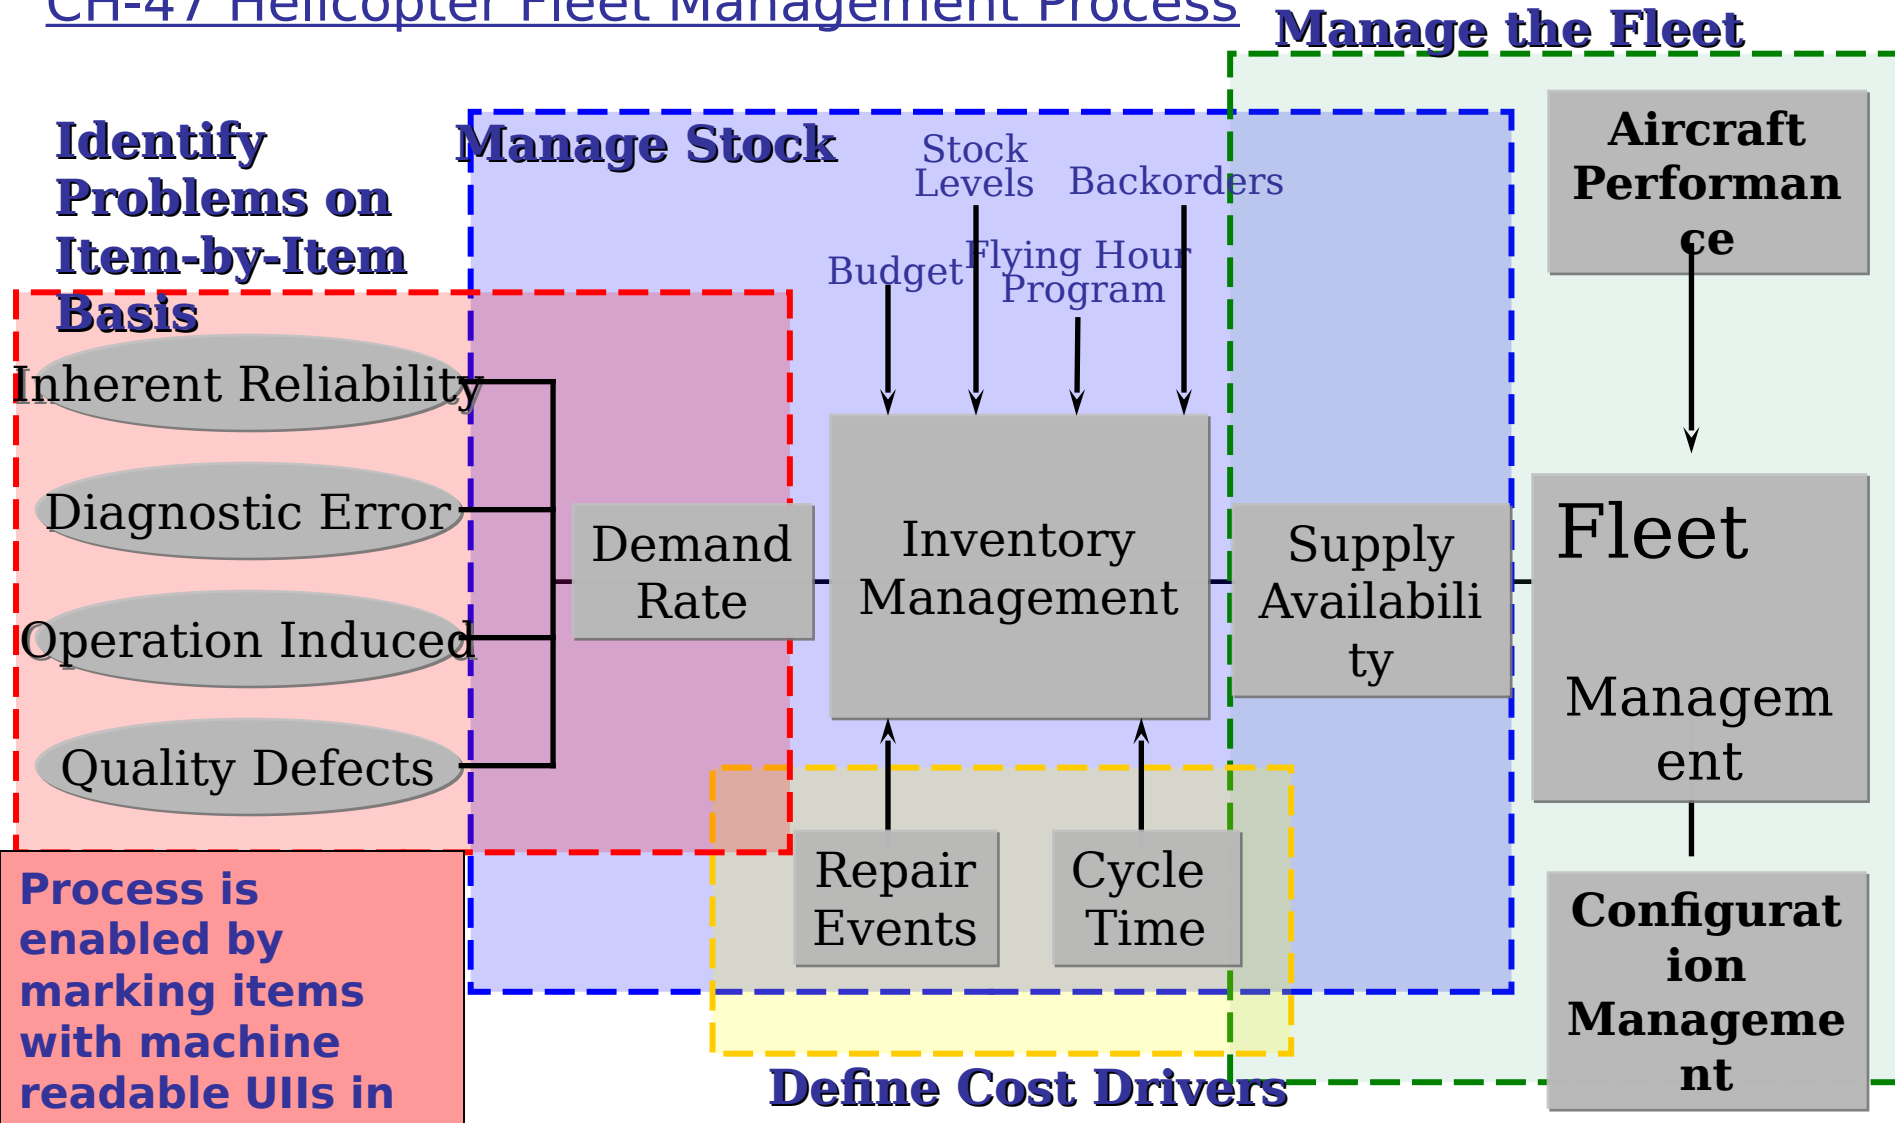 CH-47 Helicopter Fleet Management Process
Manage the Fleet
Identify
Problems on
Item-by-Item
Basis
Manage Stock
Stock
Levels
Backorders
Budget
Flying Hour
Program
Aircraft
Performan
ce
Inherent Reliability
Diagnostic Error
Operation Induced
Quality Defects
Demand
Rate
Inventory
Management
Supply
Availabili
ty
Fleet
Managem
ent
Repair
Events
Cycle
Time
Configurat
ion
Manageme
nt
Define Cost Drivers
Process is
enabled by
marking items
with machine
readable UIIs in